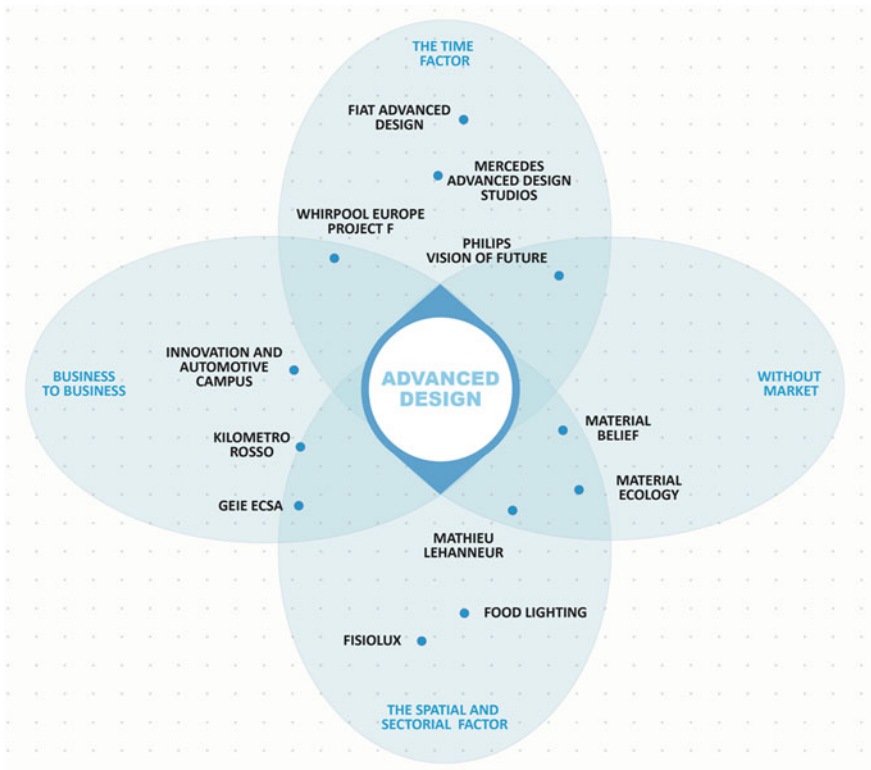 THE TIME
FACTOR
FIAT ADVANCED
DESIGN
MERCEDES
ADVANCED DESIGN
STUDIOS
WHIRPOOL EUROPE
PROJECT F
PHILIPS
VISION OF FUTURE
INNOVATION AND
AUTOMOTIVE
CAMPUS
BUSINESS
TO BUSINESS
ADVANCED
DESIGN
WITHOUT
MARKET
MATERIAL
BELIEF
KILOMETRO
ROSSO
MATERIAL
ECOLOGY
GEIE ECSA
MATHIEU
LEHANNEUR
FOOD LIGHTING
FISIOLUX
THE SPATIAL AND
SECTORIAL FACTOR